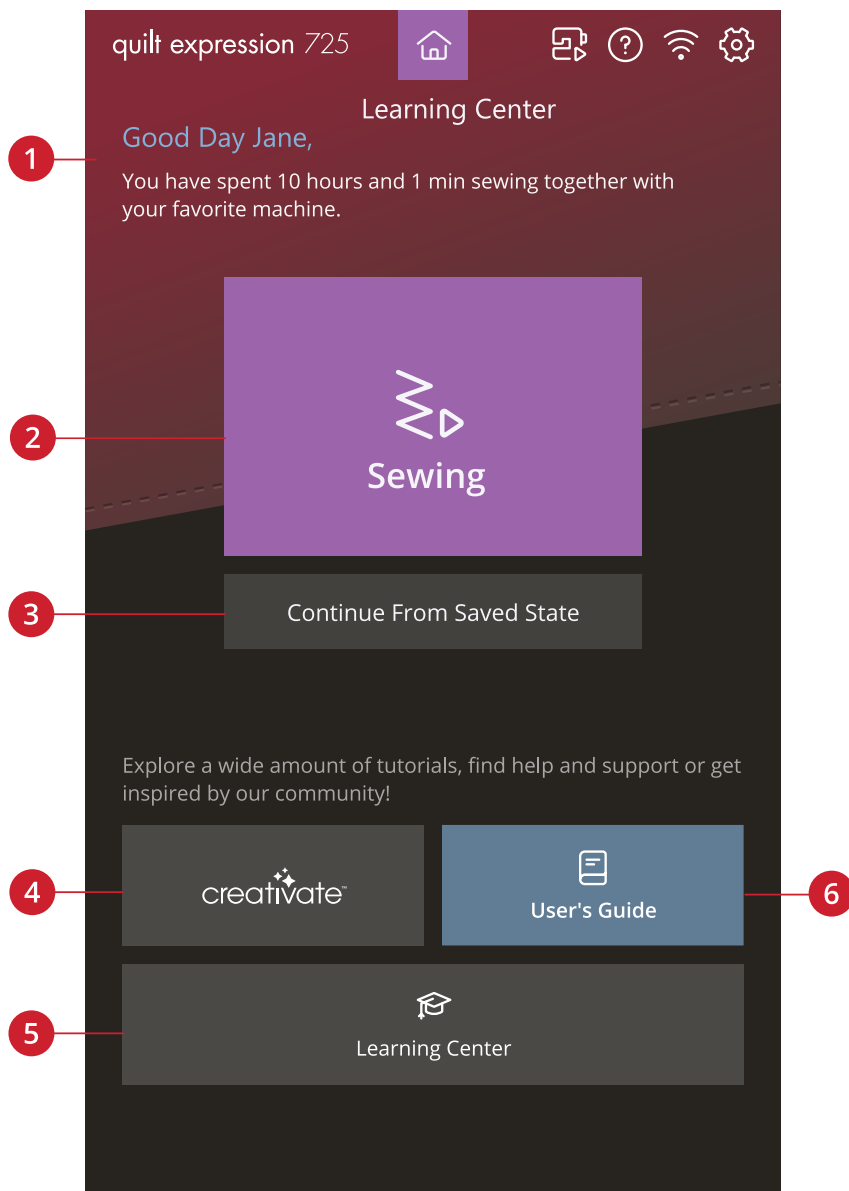 quilt expression 725
Learning Center
Good Day Jane,
1
You have spent 10 hours and 1 min sewing together with
your favorite machine.
2
Sewing
3
Continue From Saved State
Explore a wide amount of tutorials, find help and support or get
inspired by our community!
4
creativate™
User's Guide
6
5
Learning Center